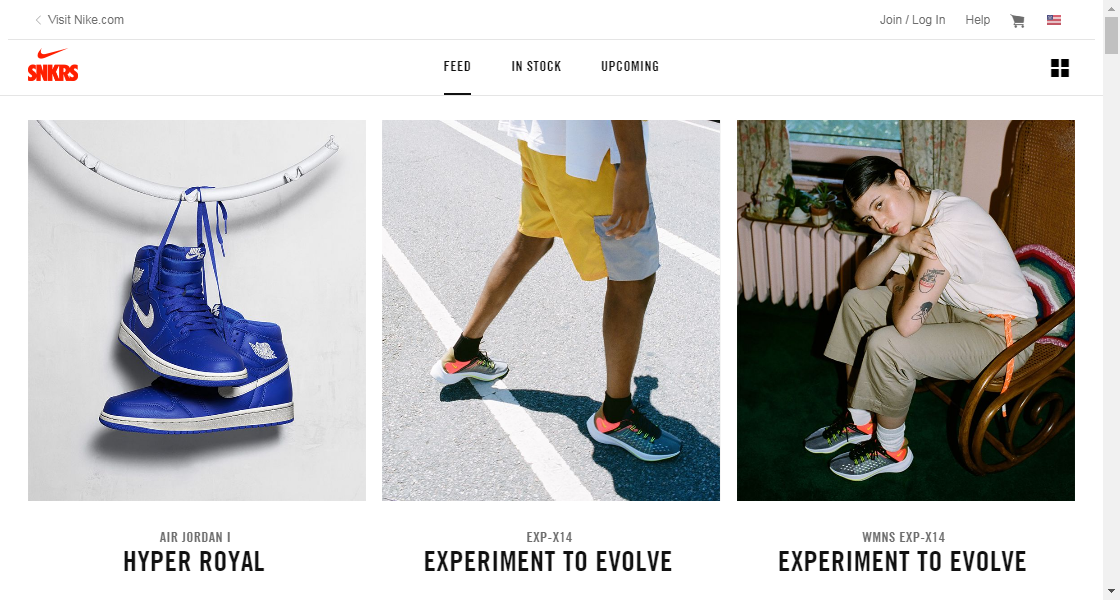 Visit Nike.com
Join / Log In Help
SNKRS
FEED IN STOCK UPCOMING
AIR JORDAN I
HYPER ROYAL
EXP-X14
EXPERIMENT TO EVOLVE
WMNS EXP-X14
EXPERIMENT TO EVOLVE